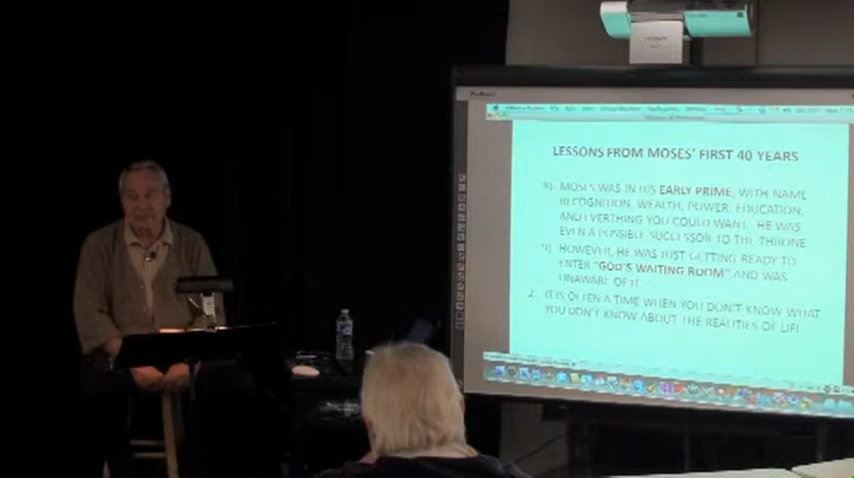 LESSONS FROM MOSES' FIRST 40 YEARS
MOSES WAS IN HIS EARLY PRIME, WITH NAME
RECOGNITION, WEALTH, POWER, EDUCATION,
AND EVERTHING YOU COULD WANT. HE WAS
EVEN A POSSIBLE SUCCESSOR TO THE THRONE
HOWEVER, HE WAS JUST GETTING READY TO
ENTER "GOD'S WAITING ROOM" AND WAS
UNAWARE OF IT
2. IT IS OFTEN A TIME WHEN YOU DON'T KNOW WHAT
YOU DON'T KNOW ABOUT THE REALITIES OF LIFE